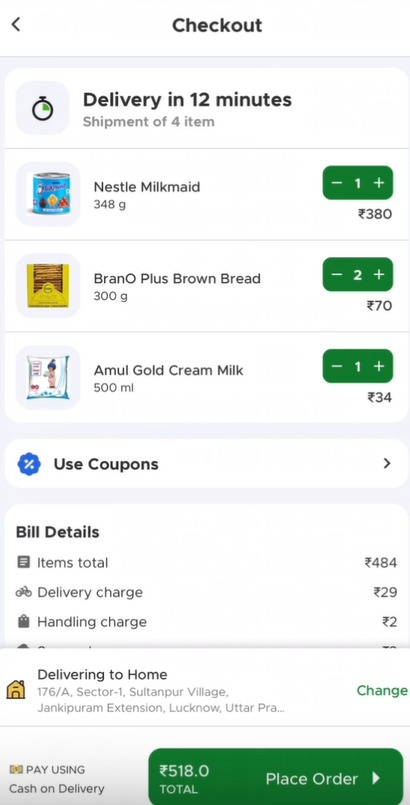 Checkout
Delivery in 12 minutes
Shipment of 4 item
Nestle Milkmaid
348 g
− 1 +
₹380
BranO Plus Brown Bread
300 g
− 2 +
₹70
Amul Gold Cream Milk
500 ml
− 1 +
₹34
Use Coupons
Bill Details
Items total ₹484
Delivery charge ₹29
Handling charge ₹2
Delivering to Home
176/A, Sector-1, Sultanpur Village,
Jankipuram Extension, Lucknow, Uttar Pra...
Change
PAY USING
Cash on Delivery
₹518.0
TOTAL
Place Order